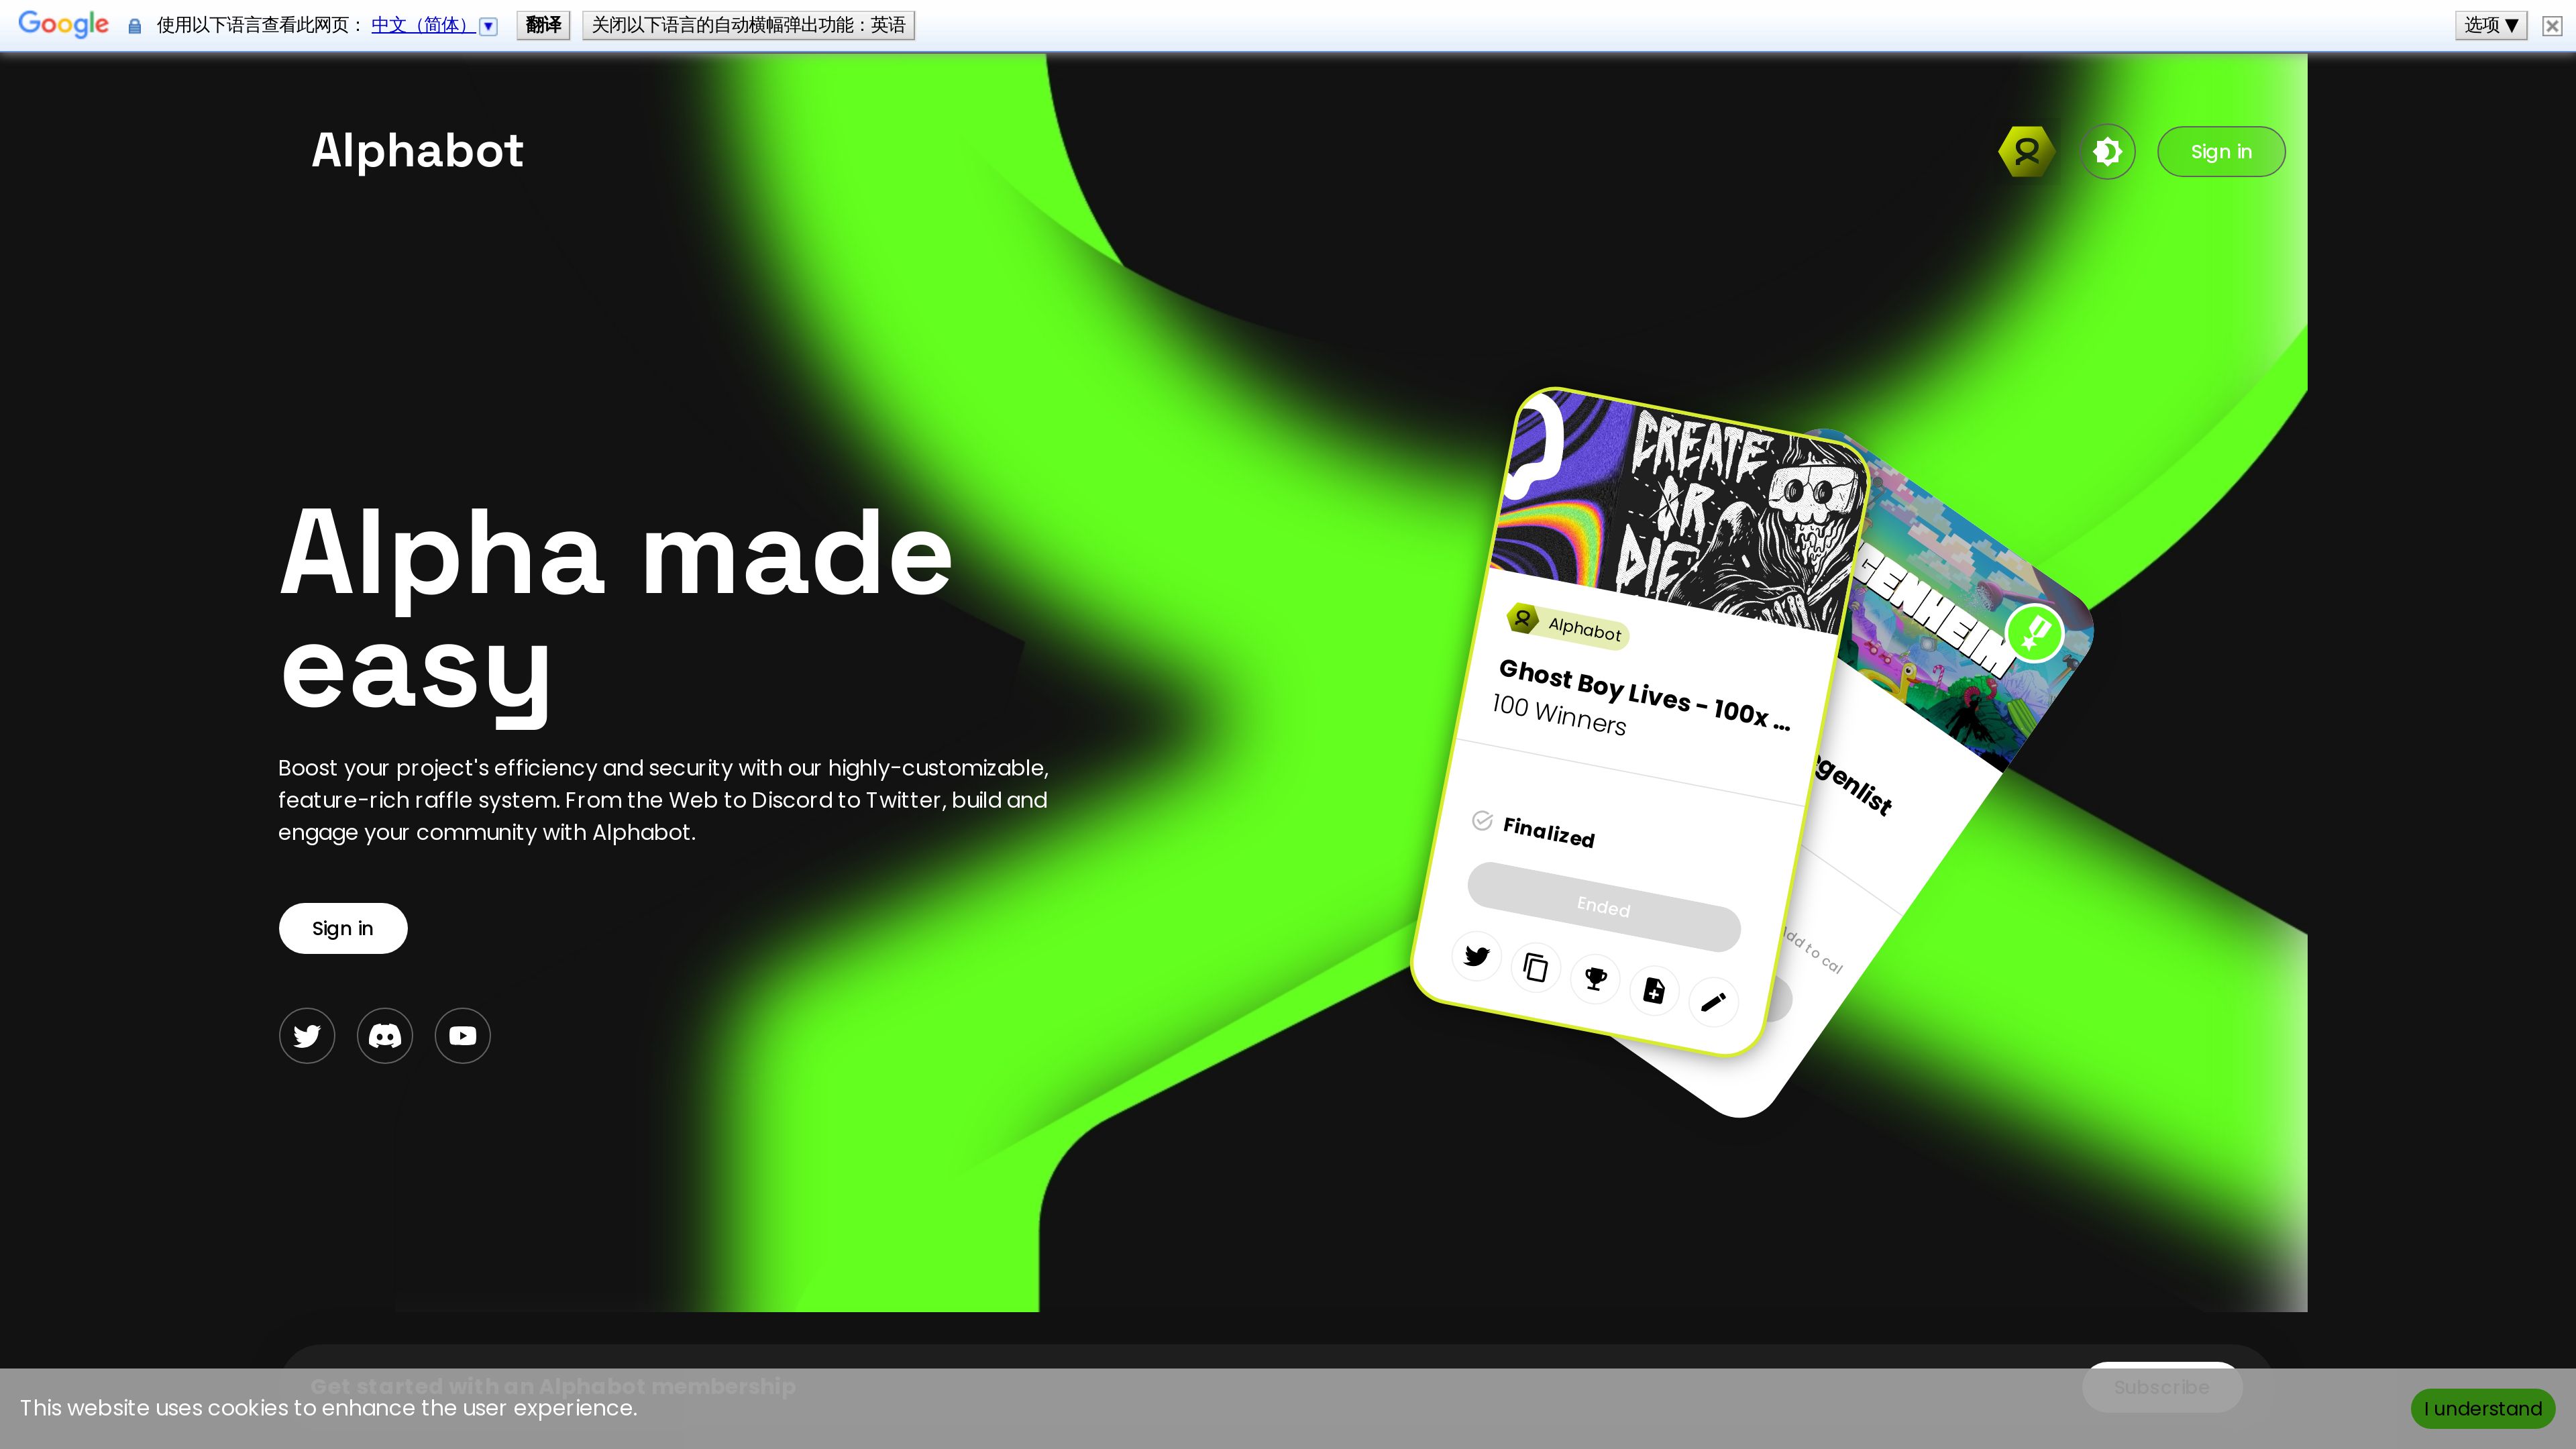 Google 使用以下语言查看此网页： 中文（简体） 翻译 关闭以下语言的自动横幅弹出功能：英语 选项 ▼
Alphabot
Sign in
Alpha made
easy
Boost your project's efficiency and security with our highly-customizable,
feature-rich raffle system. From the Web to Discord to Twitter, build and
engage your community with Alphabot.
Sign in
CREATE
OR
DIE
Alphabot
Ghost Boy Lives - 100x ...
100 Winners
Finalized
Ended
GENHEIM
genlist
Add to cal
Get started with an Alphabot membership
Subscribe
This website uses cookies to enhance the user experience.
I understand